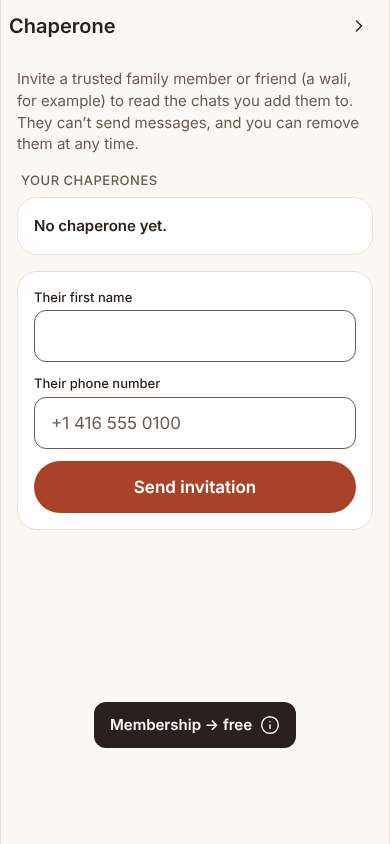 Chaperone
Invite a trusted family member or friend (a wali,
for example) to read the chats you add them to.
They can’t send messages, and you can remove
them at any time.
YOUR CHAPERONES
No chaperone yet.
Their first name
Their phone number
+1 416 555 0100
Send invitation
Membership → free